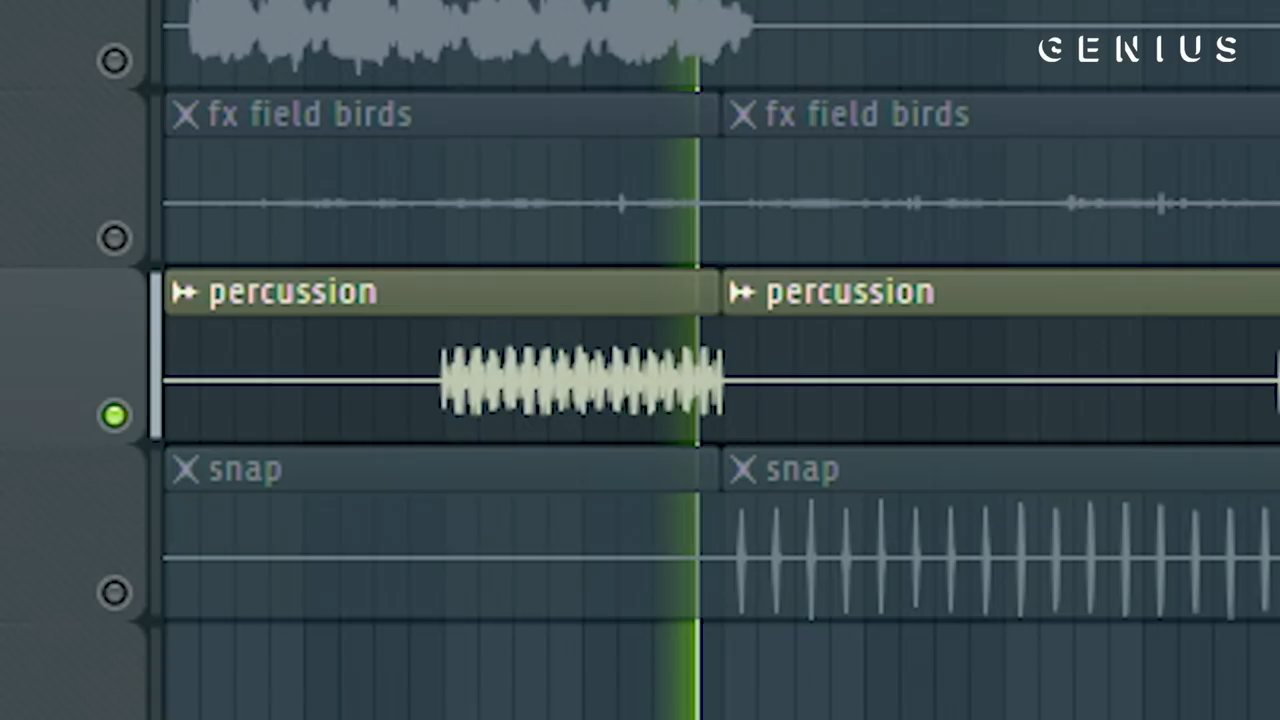 GENIUS
fx field birds fx field birds
percussion percussion
snap snap